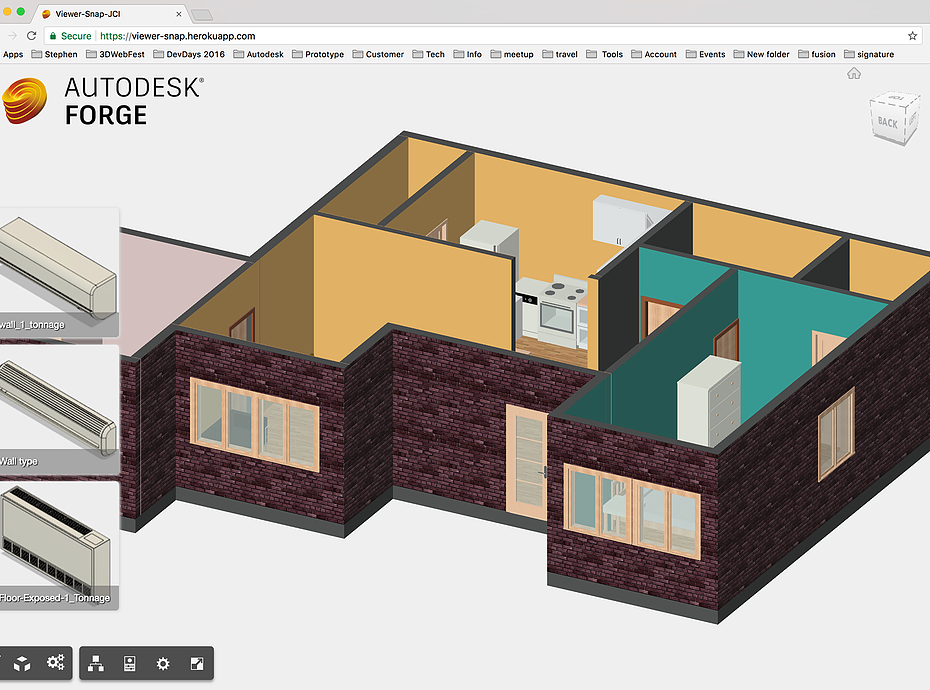 Viewer-Snap-JCI
Secure https://viewer-snap.herokuapp.com
Apps Stephen 3DWebFest DevDays 2016 Autodesk Prototype Customer Tech Info meetup travel Tools Account Events New folder fusion signature
AUTODESK®
FORGE
BACK
wall_1_tonnage
Wall type
Floor-Exposed-1_Tonnage